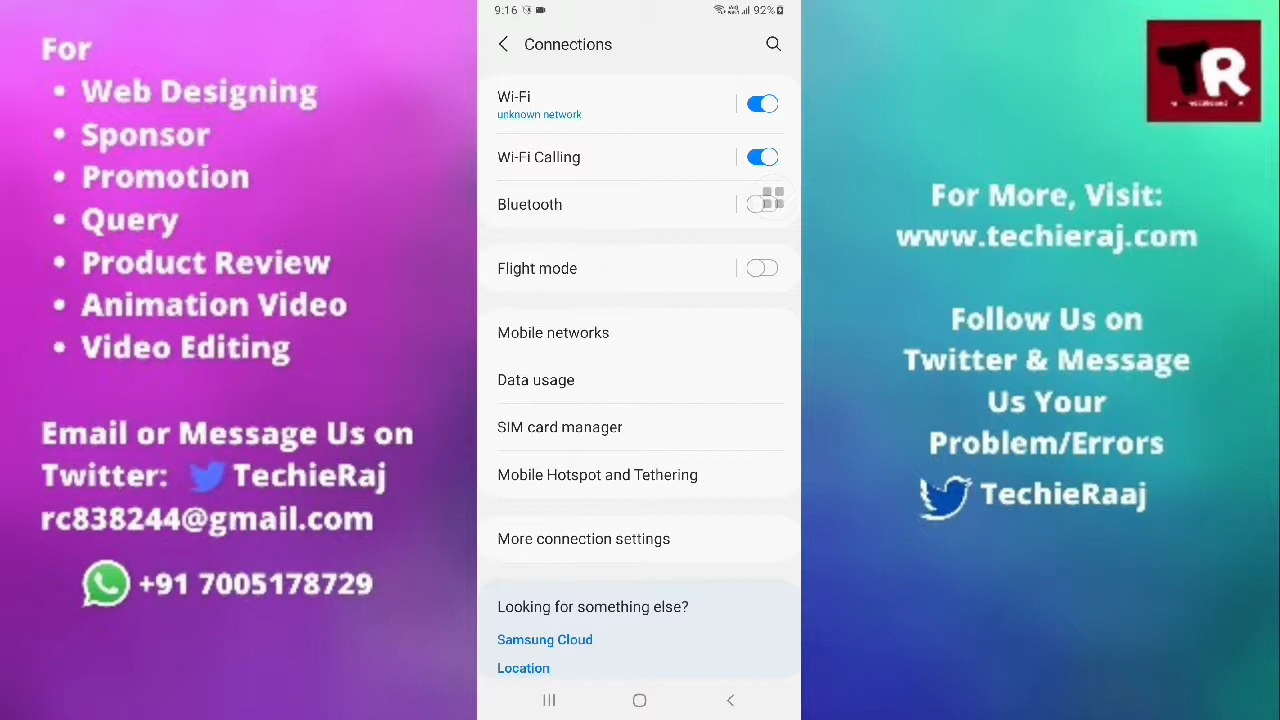 For
• Web Designing
• Sponsor
• Promotion
• Query
• Product Review
• Animation Video
• Video Editing
Email or Message Us on
Twitter: TechieRaj
rc838244@gmail.com
+91 7005178729
9:16
92%
Connections
Wi-Fi
unmown network
Wi-Fi Calling
Bluetooth
Flight mode
Mobile networks
Data usage
SIM card manager
Mobile Hotspot and Tethering
More connection settings
Looking for something else?
Samsung Cloud
Location
TR
For More, Visit:
www.techieraj.com
Follow Us on
Twitter & Message
Us Your
Problem/Errors
TechieRaaj